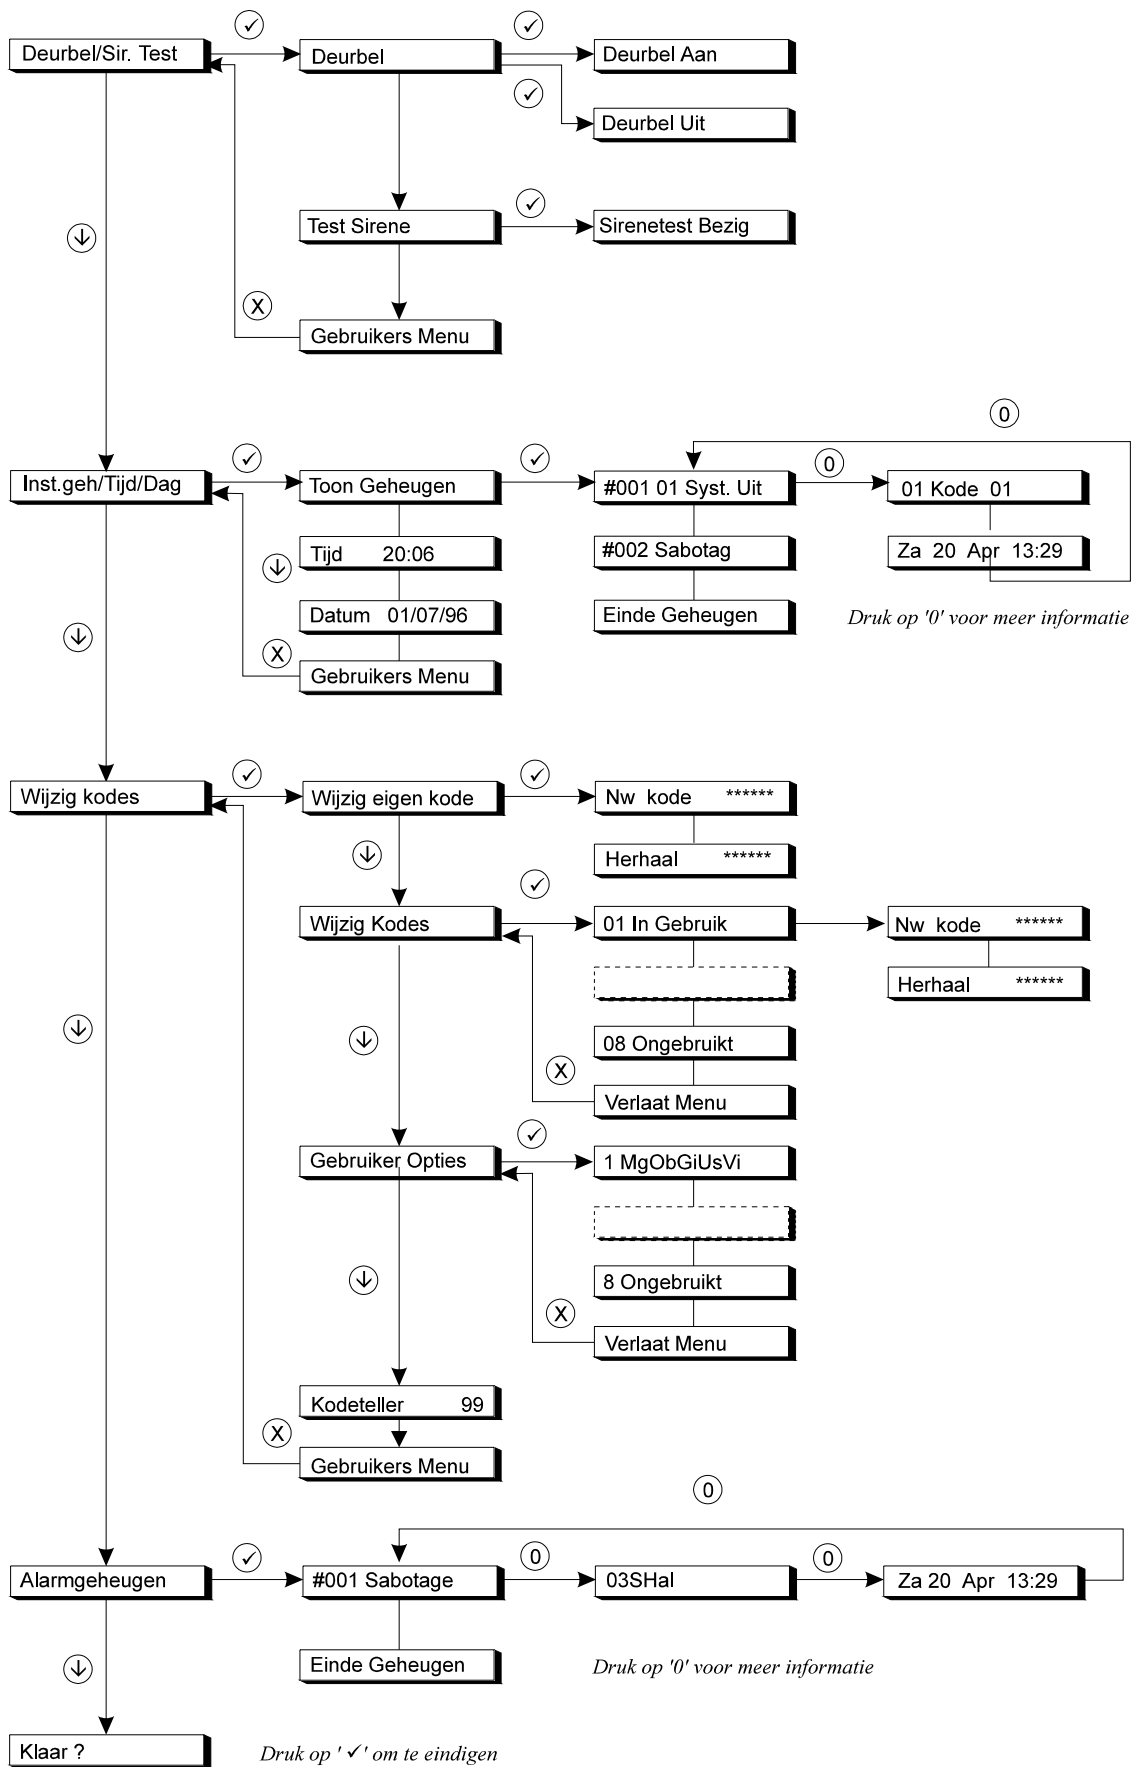 ✓
✓
Deurbel/Sir. Test
Deurbel
Deurbel Aan
✓
Deurbel Uit
✓
Test Sirene
Sirenetest Bezig
↓
X
Gebruikers Menu
0
✓
✓
0
Inst.geh/Tijd/Dag
Toon Geheugen
#001 01 Syst. Uit
01 Kode 01
Tijd 20:06
#002 Sabotag
Za 20 Apr 13:29
↓
Datum 01/07/96
Einde Geheugen
Druk op '0' voor meer informatie
↓
X
Gebruikers Menu
✓
✓
Wijzig kodes
Wijzig eigen kode
Nw kode ******
↓
Herhaal ******
✓
Wijzig Kodes
01 In Gebruik
Nw kode ******
Herhaal ******
↓
↓
08 Ongebruikt
X
Verlaat Menu
✓
Gebruiker Opties
1 MgObGiUsVi
↓
8 Ongebruikt
X
Verlaat Menu
Kodeteller 99
X
Gebruikers Menu
0
✓
0
0
Alarmgeheugen
#001 Sabotage
03SHal
Za 20 Apr 13:29
↓
Einde Geheugen
Druk op '0' voor meer informatie
Klaar ?
Druk op ' ✓' om te eindigen